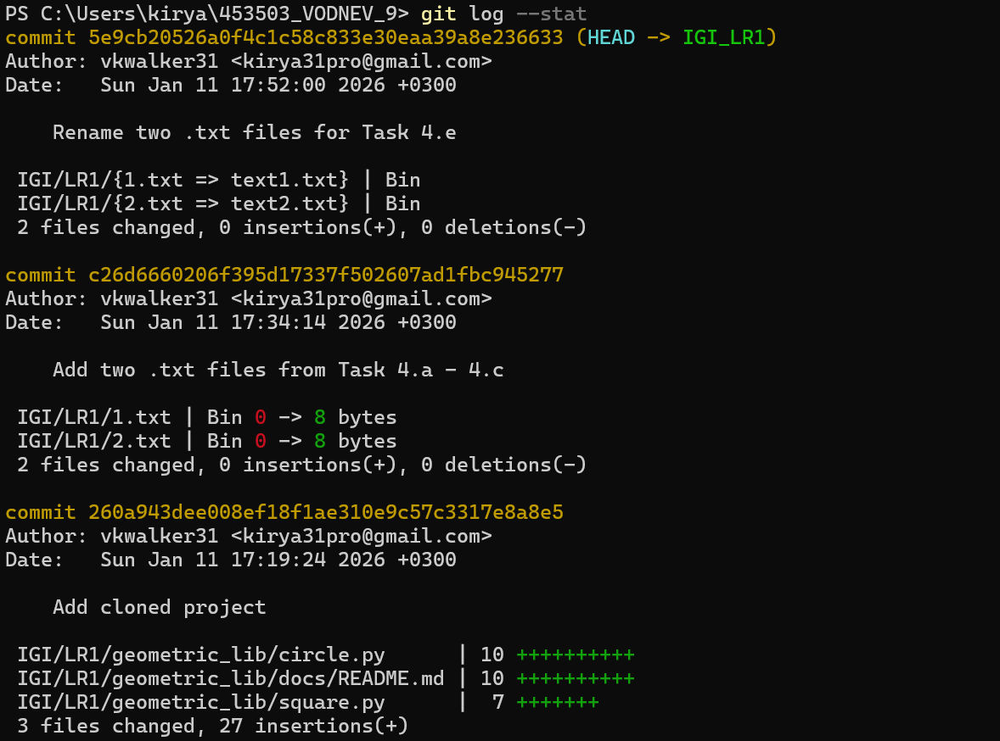 PS C:\Users\kirya\453503_VODNEV_9> git log --stat
commit 5e9cb20526a0f4c1c58c833e30eaa39a8e236633 (HEAD -> IGI_LR1)
Author: vkwalker31 <kirya31pro@gmail.com>
Date:   Sun Jan 11 17:52:00 2026 +0300
    Rename two .txt files for Task 4.e
 IGI/LR1/{1.txt => text1.txt} | Bin
 IGI/LR1/{2.txt => text2.txt} | Bin
 2 files changed, 0 insertions(+), 0 deletions(-)
commit c26d6660206f395d17337f502607ad1fbc945277
Author: vkwalker31 <kirya31pro@gmail.com>
Date:   Sun Jan 11 17:34:14 2026 +0300
    Add two .txt files from Task 4.a - 4.c
 IGI/LR1/1.txt | Bin 0 -> 8 bytes
 IGI/LR1/2.txt | Bin 0 -> 8 bytes
 2 files changed, 0 insertions(+), 0 deletions(-)
commit 260a943dee008ef18f1ae310e9c57c3317e8a8e5
Author: vkwalker31 <kirya31pro@gmail.com>
Date:   Sun Jan 11 17:19:24 2026 +0300
    Add cloned project
 IGI/LR1/geometric_lib/circle.py      | 10 ++++++++++
 IGI/LR1/geometric_lib/docs/README.md | 10 ++++++++++
 IGI/LR1/geometric_lib/square.py      |  7 +++++++
 3 files changed, 27 insertions(+)